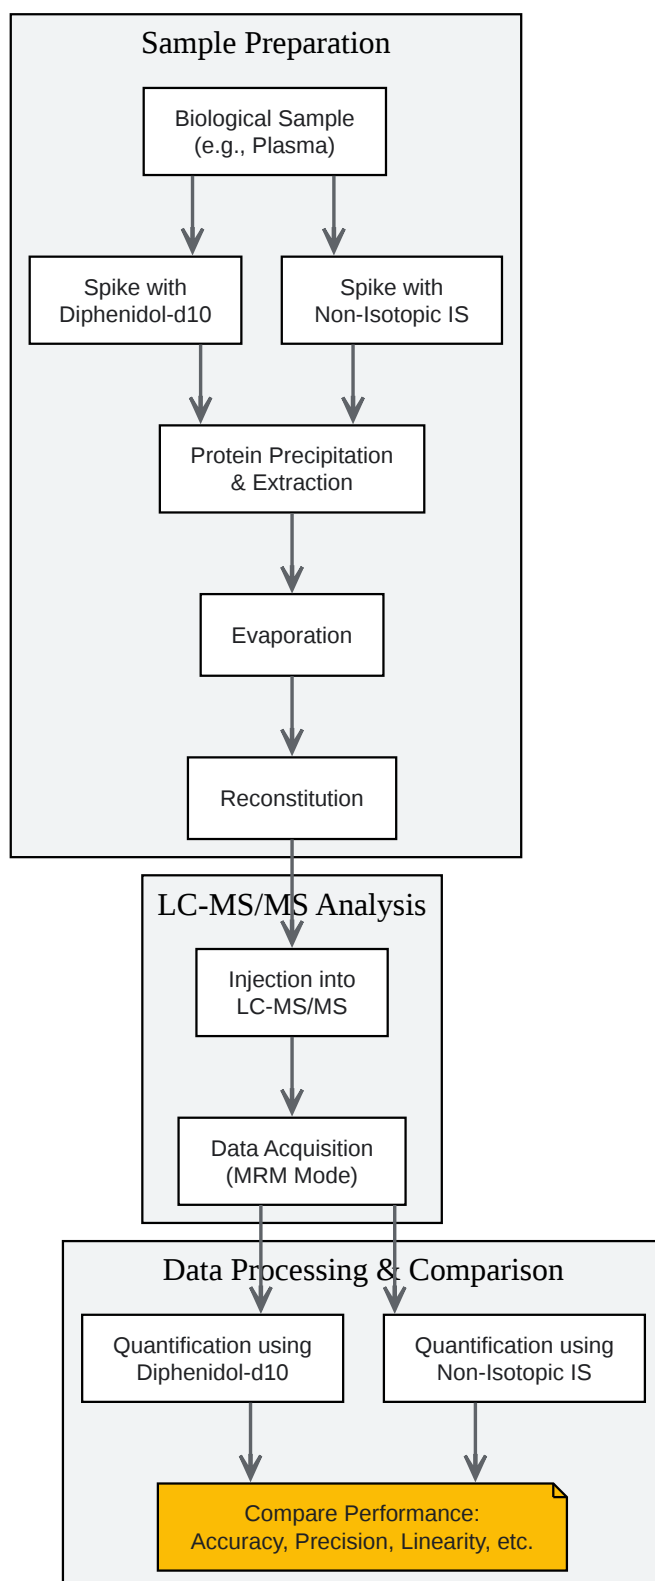 Sample Preparation
Biological Sample
(e.g., Plasma)
Spike with
Diphenidol-d10
Spike with
Non-Isotopic IS
Protein Precipitation
& Extraction
Evaporation
Reconstitution
LC-MS/MS Analysis
Injection into
LC-MS/MS
Data Acquisition
(MRM Mode)
Data Processing & Comparison
Quantification using
Diphenidol-d10
Quantification using
Non-Isotopic IS
Compare Performance:
Accuracy, Precision, Linearity, etc.